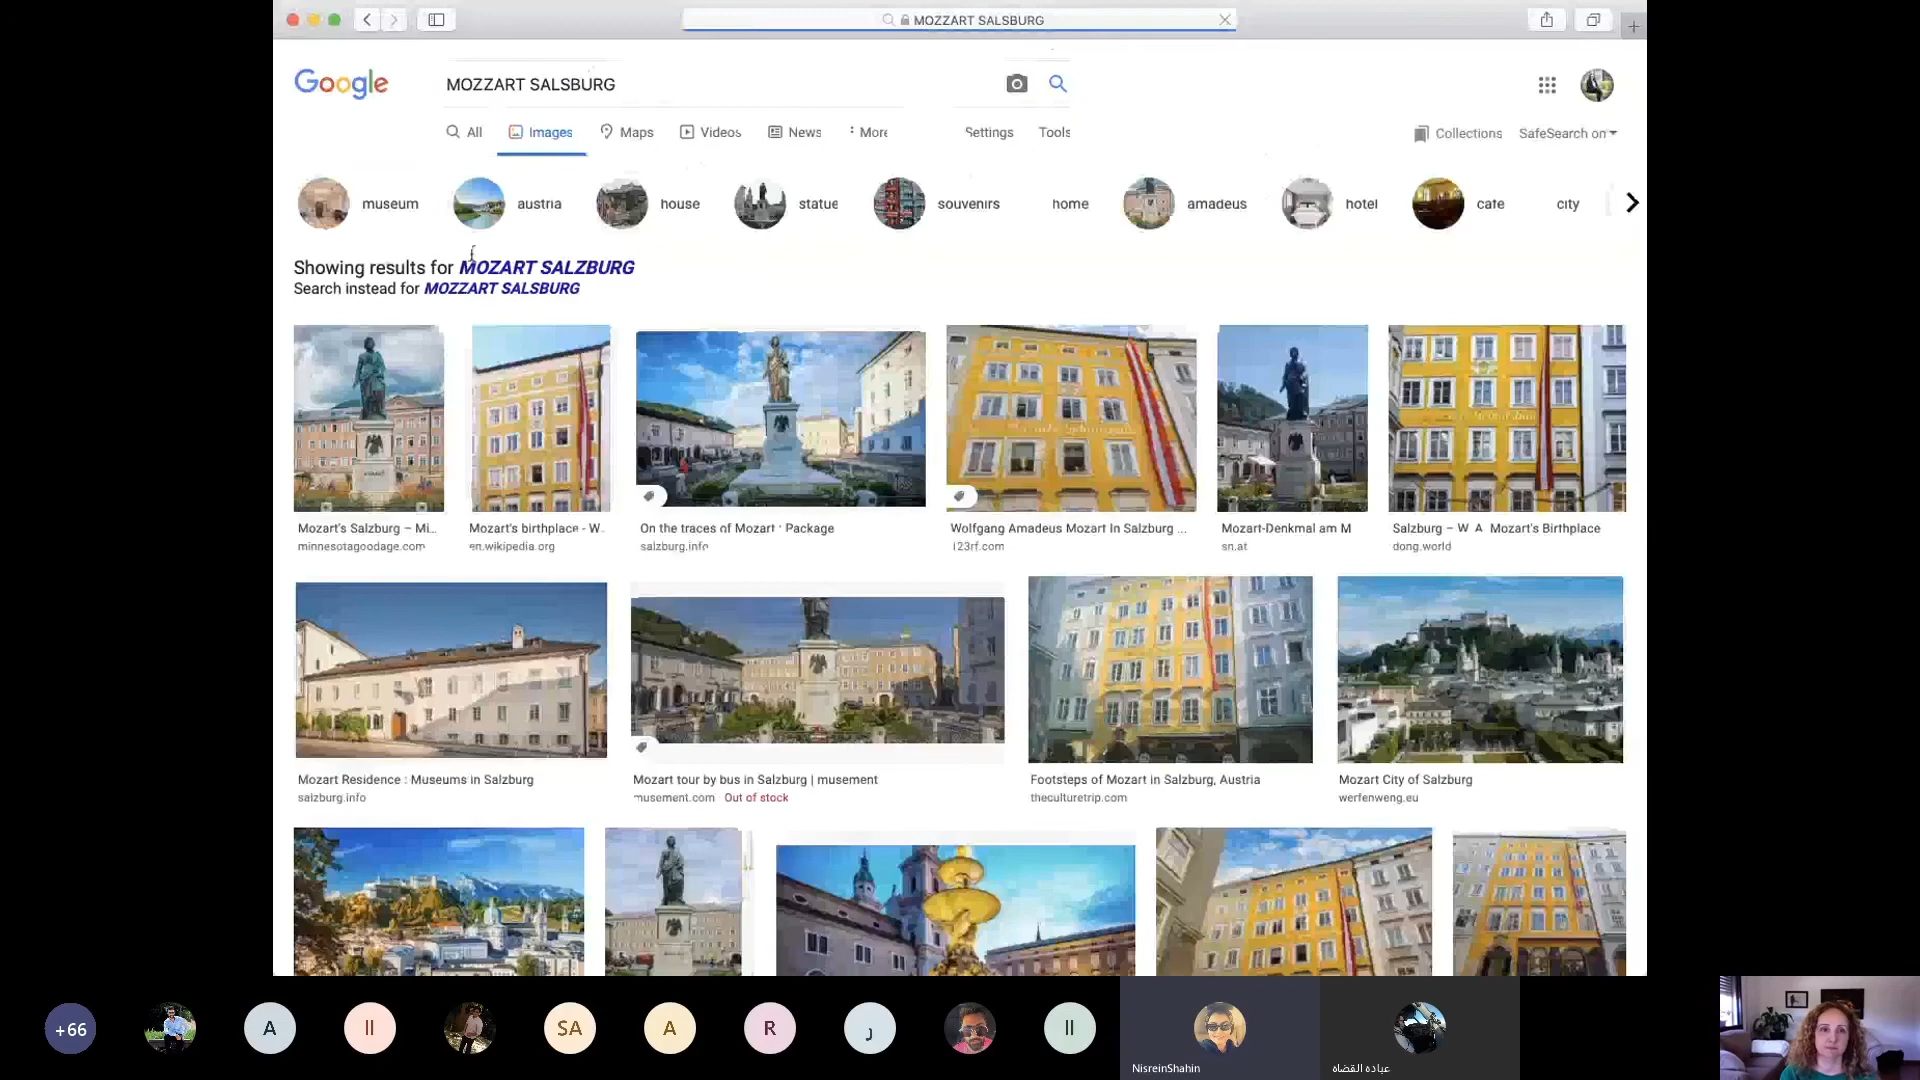 MOZZART SALSBURG
Google
MOZZART SALSBURG
All Images Maps Videos News More Settings Tools
Collections SafeSearch on
museum austria house statue souvenirs home amadeus hotel cafe city
Showing results for MOZART SALZBURG
Search instead for MOZZART SALSBURG
Mozart's Salzburg – Mi...
minnesotagoodage.com
Mozart's birthplace - W..
en.wikipedia.org
On the traces of Mozart : Package
salzburg.info
Wolfgang Amadeus Mozart In Salzburg ...
123rf.com
Mozart-Denkmal am M
sn.at
Salzburg – W A Mozart's Birthplace
dong.world
Mozart Residence : Museums in Salzburg
salzburg.info
Mozart tour by bus in Salzburg | musement
musement.com Out of stock
Footsteps of Mozart in Salzburg, Austria
theculturetrip.com
Mozart City of Salzburg
werfenweng.eu
+66 A II SA A R ر II
NisreinShahin
عباده القضاه